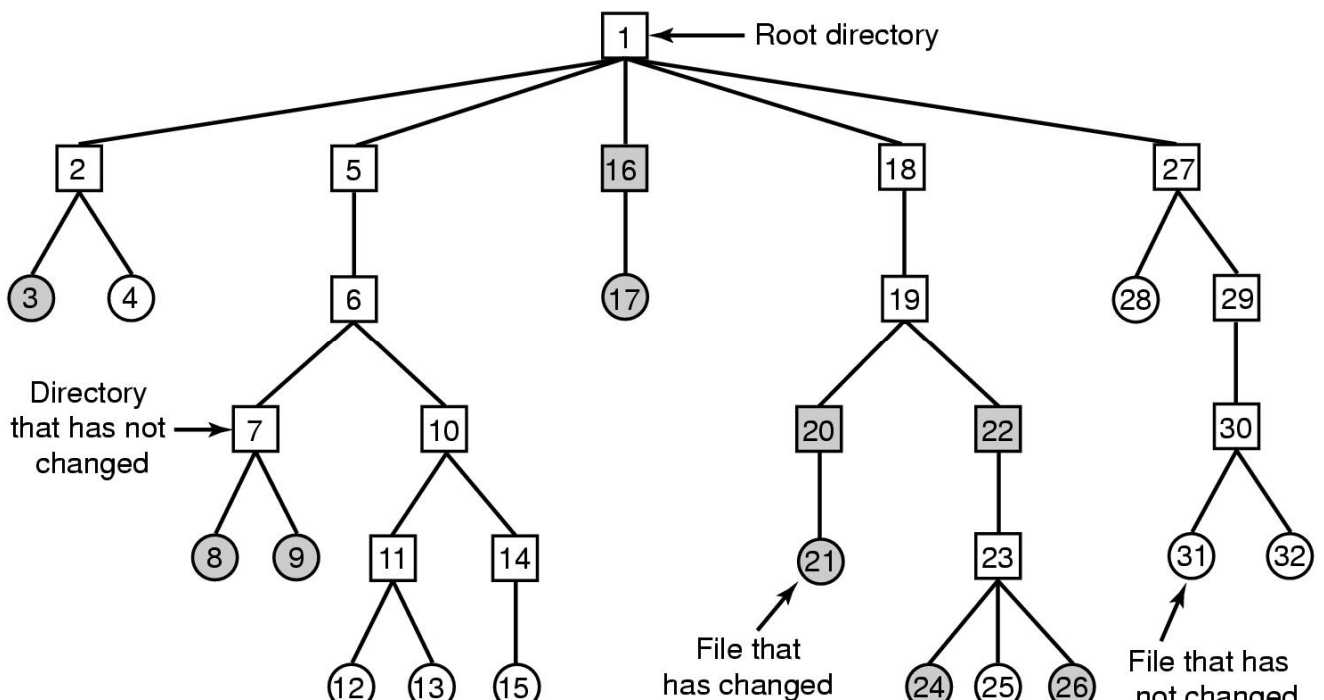 1 Root directory
2 5 16 18 27
3 4 6 17 19 28 29
Directory
that has not
changed
7 10 20 22 30
8 9 11 14 21 23 31 32
File that
has changed
12 13 15 24 25 26
File that has
not changed